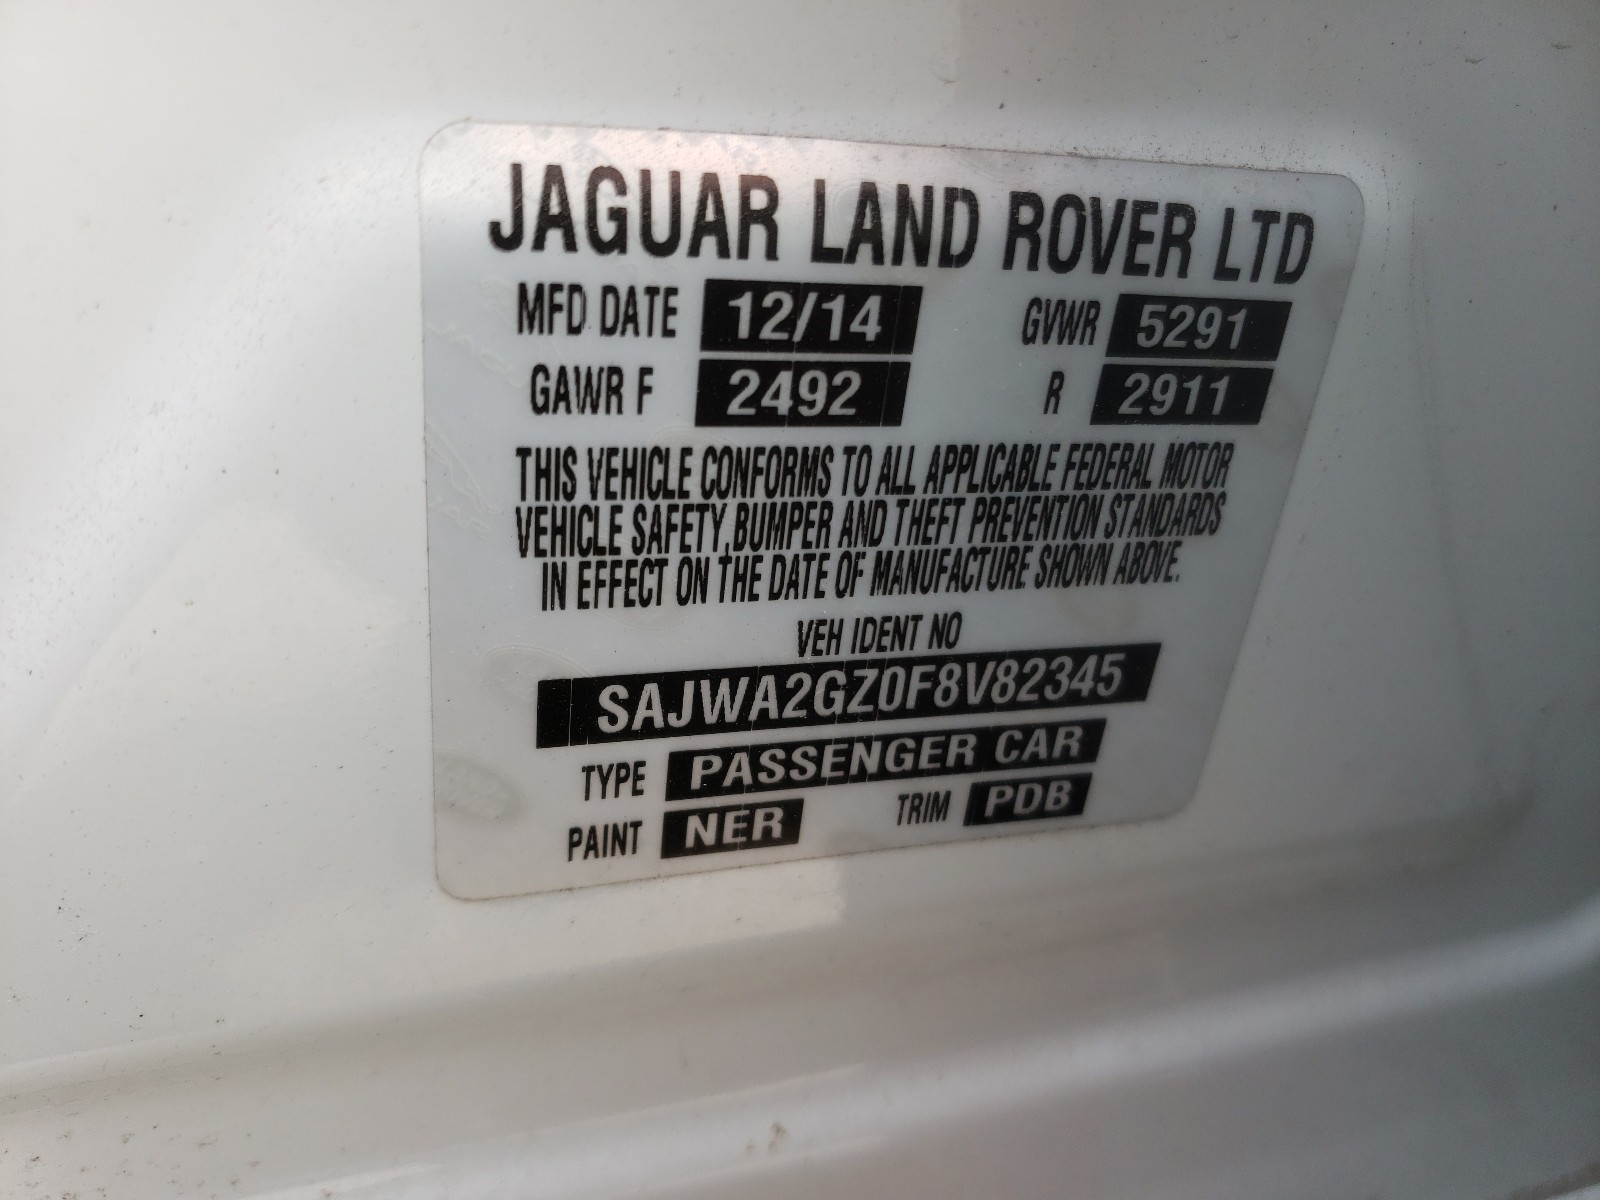 JAGUAR LAND ROVER LTD
MFD DATE 12/14 GVWR 5291
GAWR F 2492 R 2911
THIS VEHICLE CONFORMS TO ALL APPLICABLE FEDERAL MOTOR
VEHICLE SAFETY, BUMPER AND THEFT PREVENTION STANDARDS
IN EFFECT ON THE DATE OF MANUFACTURE SHOWN ABOVE.
VEH IDENT NO
SAJWA2GZ0F8V82345
TYPE PASSENGER CAR
PAINT NER TRIM PDB